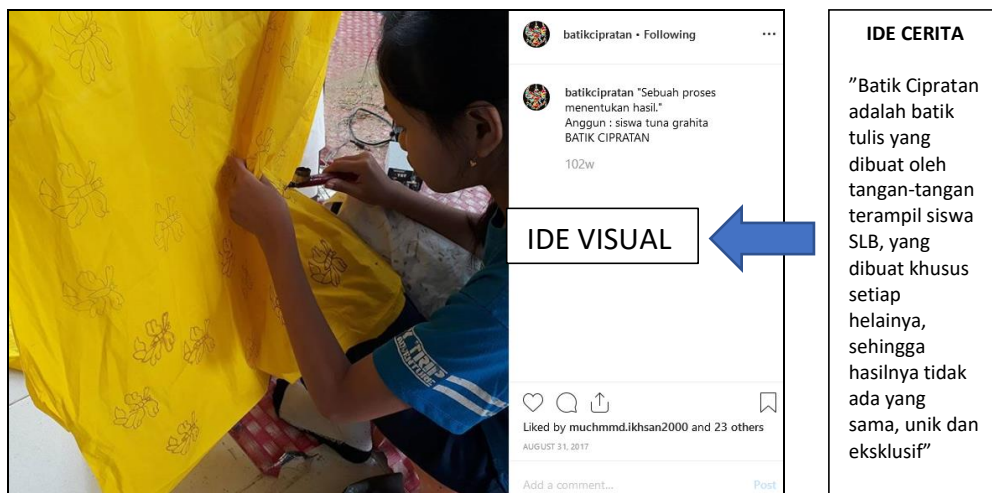 batikcipratan • Following
batikcipratan "Sebuah proses
menentukan hasil."
Anggun : siswa tuna grahita
BATIK CIPRATAN
102w
IDE VISUAL
Liked by muchmmd.ikhsan2000 and 23 others
AUGUST 31, 2017
Add a comment...
Post
IDE CERITA
”Batik Cipratan
adalah batik
tulis yang
dibuat oleh
tangan-tangan
terampil siswa
SLB, yang
dibuat khusus
setiap
helainya,
sehingga
hasilnya tidak
ada yang
sama, unik dan
eksklusif”